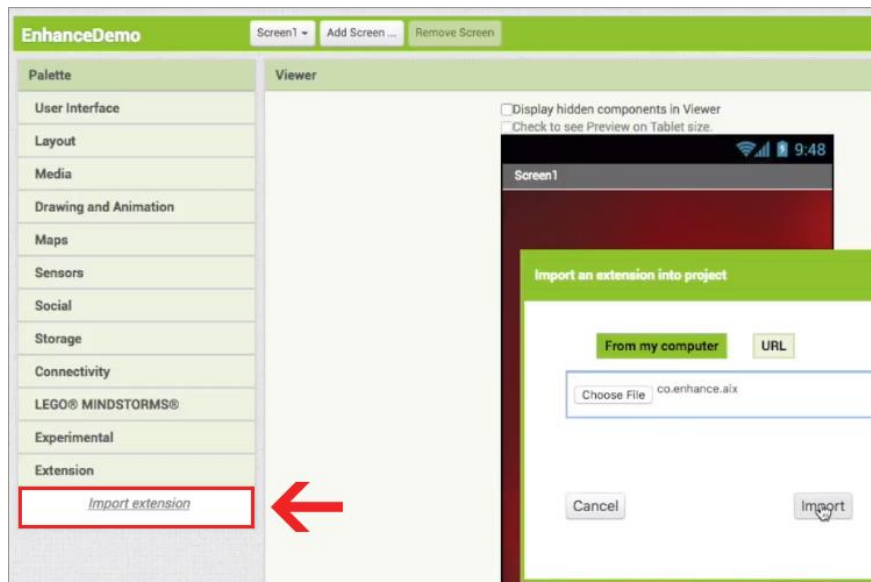 EnhanceDemo
Screen1
Add Screen ...
Remove Screen
Palette
User Interface
Layout
Media
Drawing and Animation
Maps
Sensors
Social
Storage
Connectivity
LEGO® MINDSTORMS®
Experimental
Extension
Import extension
Viewer
Display hidden components in Viewer
Check to see Preview on Tablet size.
9:48
Screen1
Import an extension into project
From my computer
URL
Choose File co.enhance.aix
Cancel
Import